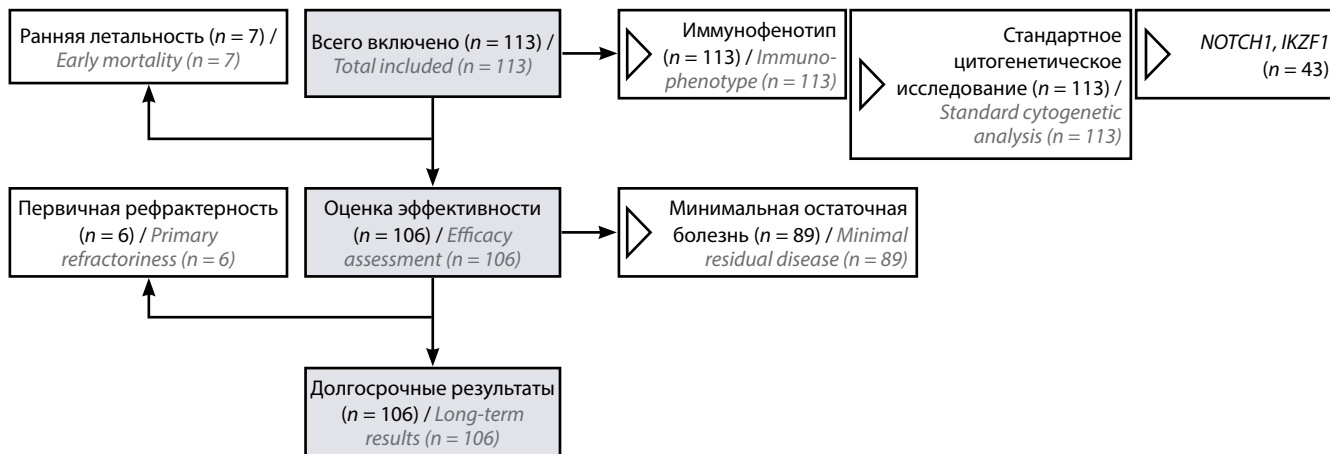 Ранняя летальность (n = 7) /
Early mortality (n = 7)
Всего включено (n = 113) /
Total included (n = 113)
Иммунофенотип
(n = 113) / Immuno-
phenotype (n = 113)
Стандартное
цитогенетическое
исследование (n = 113) /
Standard cytogenetic
analysis (n = 113)
NOTCH1, IKZF1
(n = 43)
Первичная рефрактерность
(n = 6) / Primary
refractoriness (n = 6)
Оценка эффективности
(n = 106) / Efficacy
assessment (n = 106)
Минимальная остаточная
болезнь (n = 89) / Minimal
residual disease (n = 89)
Долгосрочные результаты
(n = 106) / Long-term
results (n = 106)